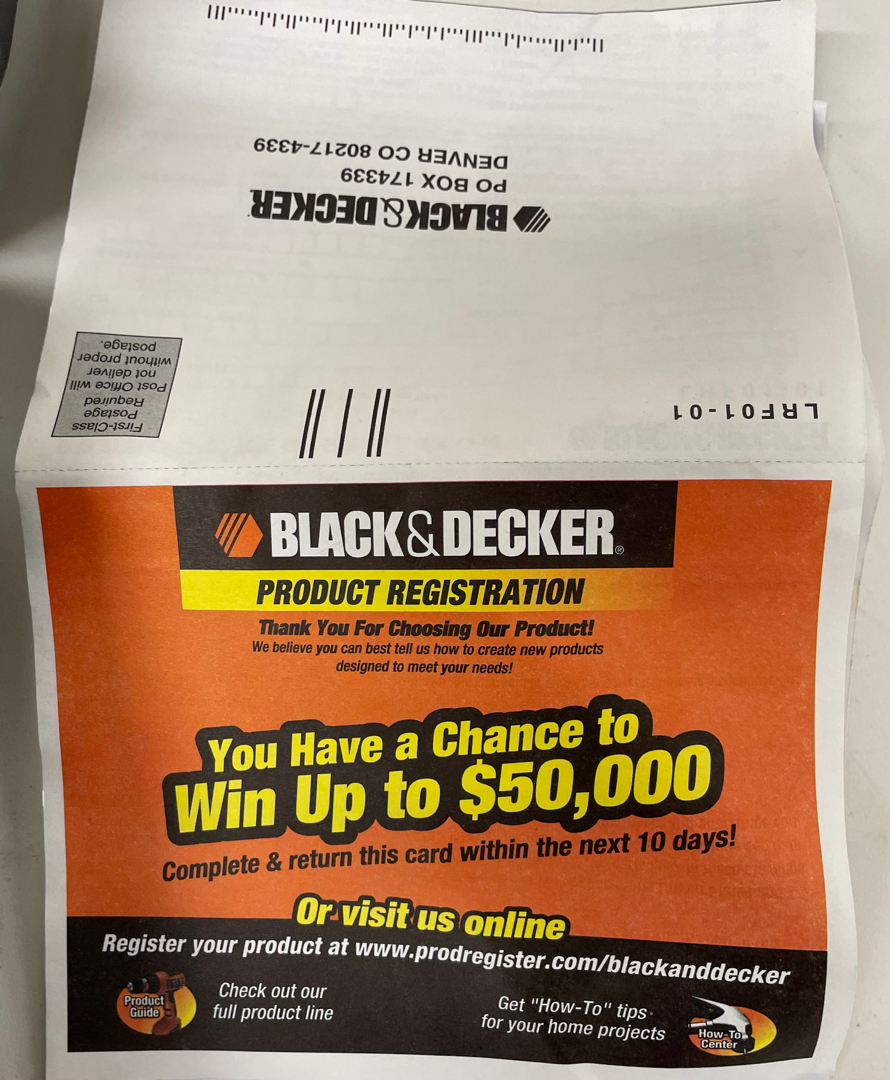 BLACK&DECKER®
PO BOX 174339
DENVER CO 80217-4339
First-Class
Postage
Required
Post Office will
not deliver
without proper
postage.
LRF01-01
BLACK&DECKER®
PRODUCT REGISTRATION
Thank You For Choosing Our Product!
We believe you can best tell us how to create new products
designed to meet your needs!
You Have a Chance to
Win Up to $50,000
Complete & return this card within the next 10 days!
Or visit us online
Register your product at www.prodregister.com/blackanddecker
Product
Guide
Check out our
full product line
Get "How-To" tips
for your home projects
How-To
Center